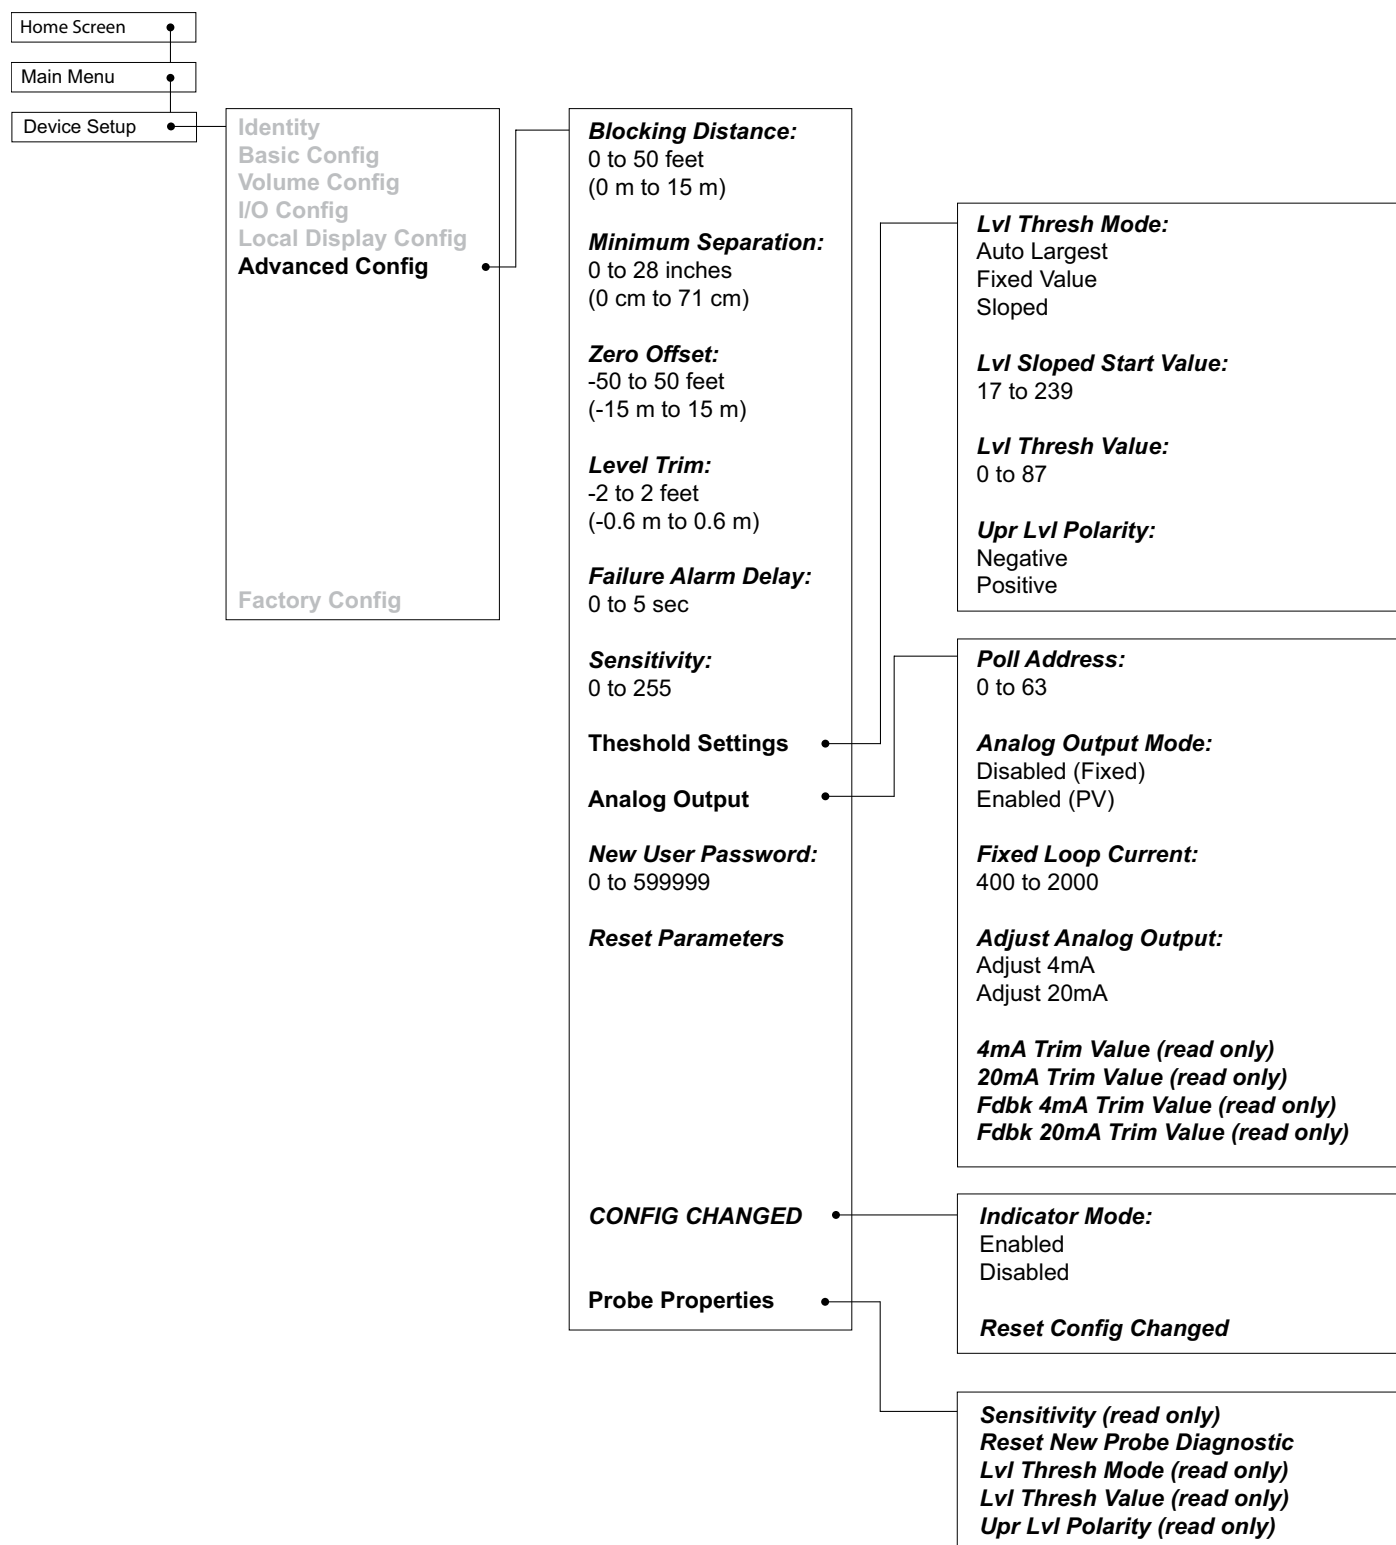 Home Screen
Main Menu
Device Setup
Identity
Basic Config
Volume Config
I/O Config
Local Display Config
Advanced Config
Factory Config
Blocking Distance:
0 to 50 feet
(0 m to 15 m)
Minimum Separation:
0 to 28 inches
(0 cm to 71 cm)
Zero Offset:
-50 to 50 feet
(-15 m to 15 m)
Level Trim:
-2 to 2 feet
(-0.6 m to 0.6 m)
Failure Alarm Delay:
0 to 5 sec
Sensitivity:
0 to 255
Theshold Settings
Analog Output
New User Password:
0 to 599999
Reset Parameters
CONFIG CHANGED
Probe Properties
Lvl Thresh Mode:
Auto Largest
Fixed Value
Sloped
Lvl Sloped Start Value:
17 to 239
Lvl Thresh Value:
0 to 87
Upr Lvl Polarity:
Negative
Positive
Poll Address:
0 to 63
Analog Output Mode:
Disabled (Fixed)
Enabled (PV)
Fixed Loop Current:
400 to 2000
Adjust Analog Output:
Adjust 4mA
Adjust 20mA
4mA Trim Value (read only)
20mA Trim Value (read only)
Fdbk 4mA Trim Value (read only)
Fdbk 20mA Trim Value (read only)
Indicator Mode:
Enabled
Disabled
Reset Config Changed
Sensitivity (read only)
Reset New Probe Diagnostic
Lvl Thresh Mode (read only)
Lvl Thresh Value (read only)
Upr Lvl Polarity (read only)